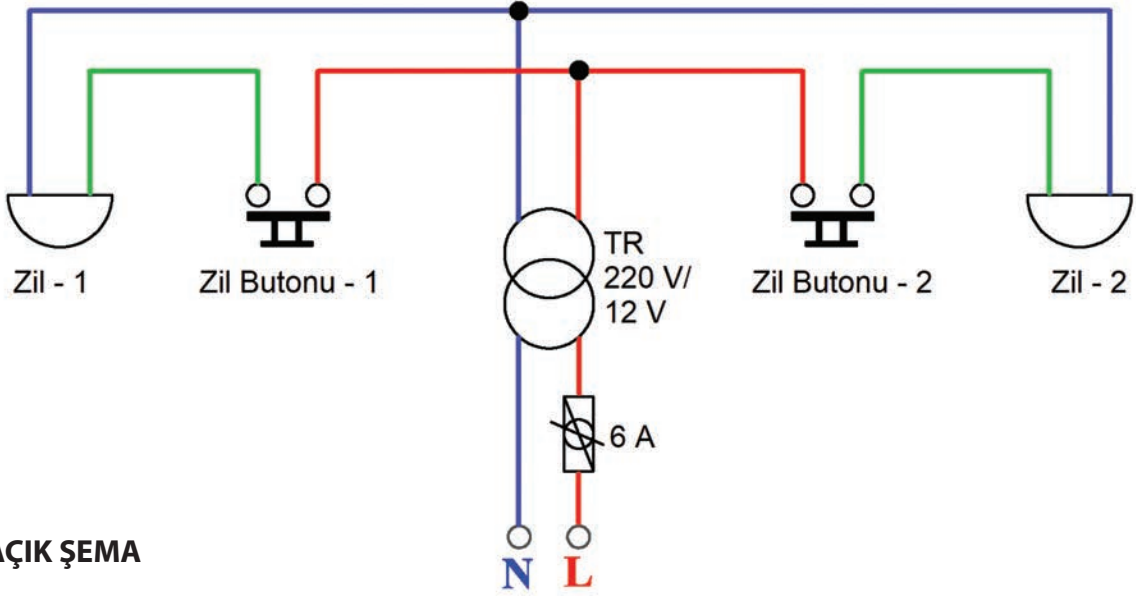 TR
220 V/
12 V
Zil - 1
Zil Butonu - 1
Zil Butonu - 2
Zil - 2
6 A
AÇIK ŞEMA
N L